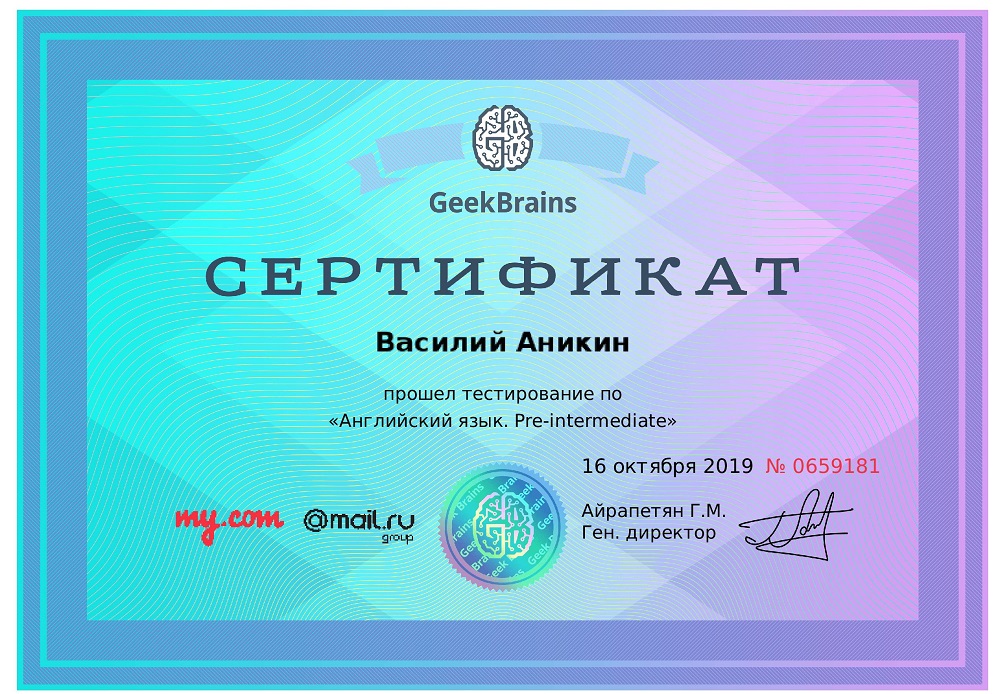 GeekBrains
СЕРТИФИКАТ
Василий Аникин
прошел тестирование по
«Английский язык. Pre-intermediate»
16 октября 2019 № 0659181
my.com @mail.ru
group
Айрапетян Г.М.
Ген. директор